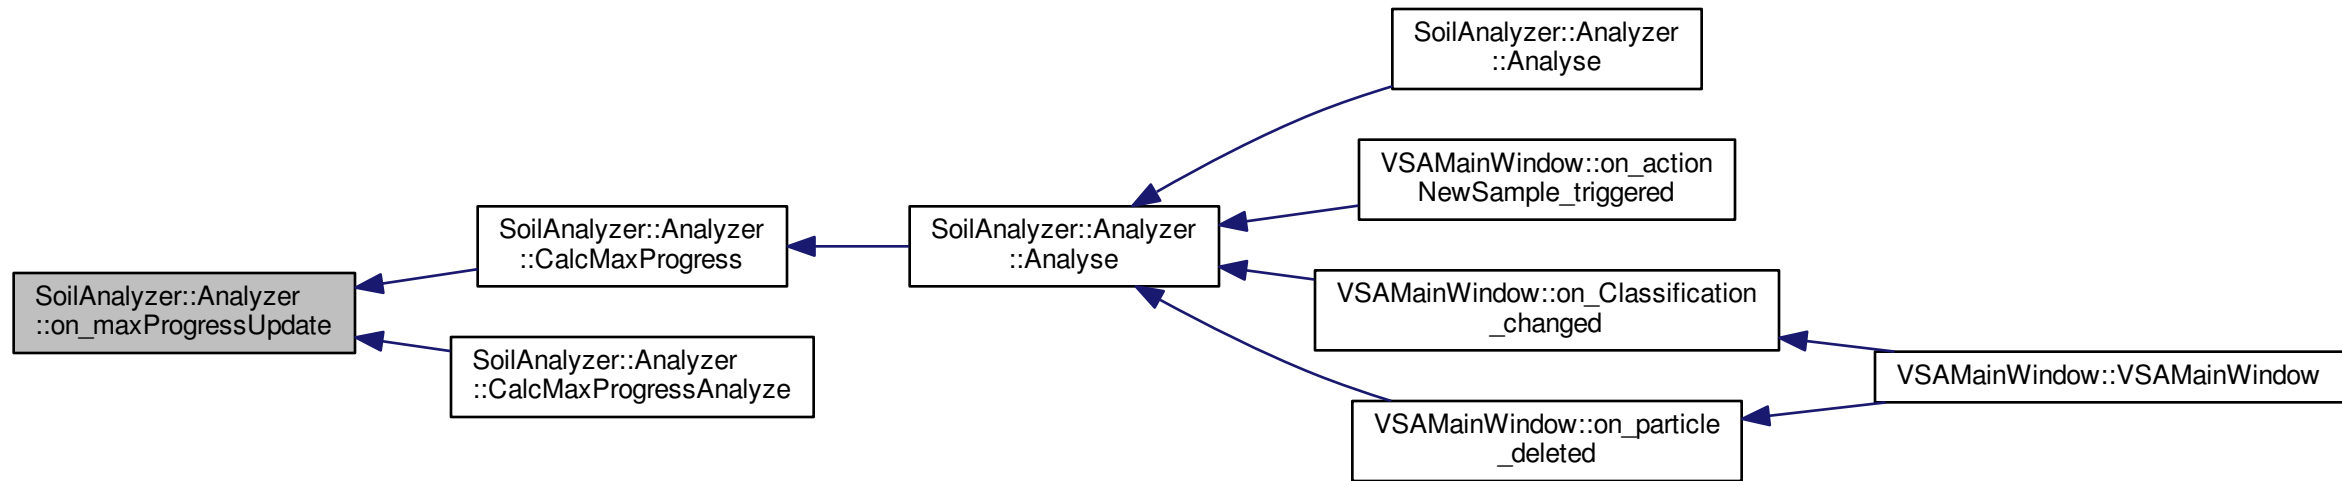 SoilAnalyzer::Analyzer
::on_maxProgressUpdate
SoilAnalyzer::Analyzer
::CalcMaxProgress
SoilAnalyzer::Analyzer
::CalcMaxProgressAnalyze
SoilAnalyzer::Analyzer
::Analyse
SoilAnalyzer::Analyzer
::Analyse
VSAMainWindow::on_action
NewSample_triggered
VSAMainWindow::on_Classification
_changed
VSAMainWindow::on_particle
_deleted
VSAMainWindow::VSAMainWindow